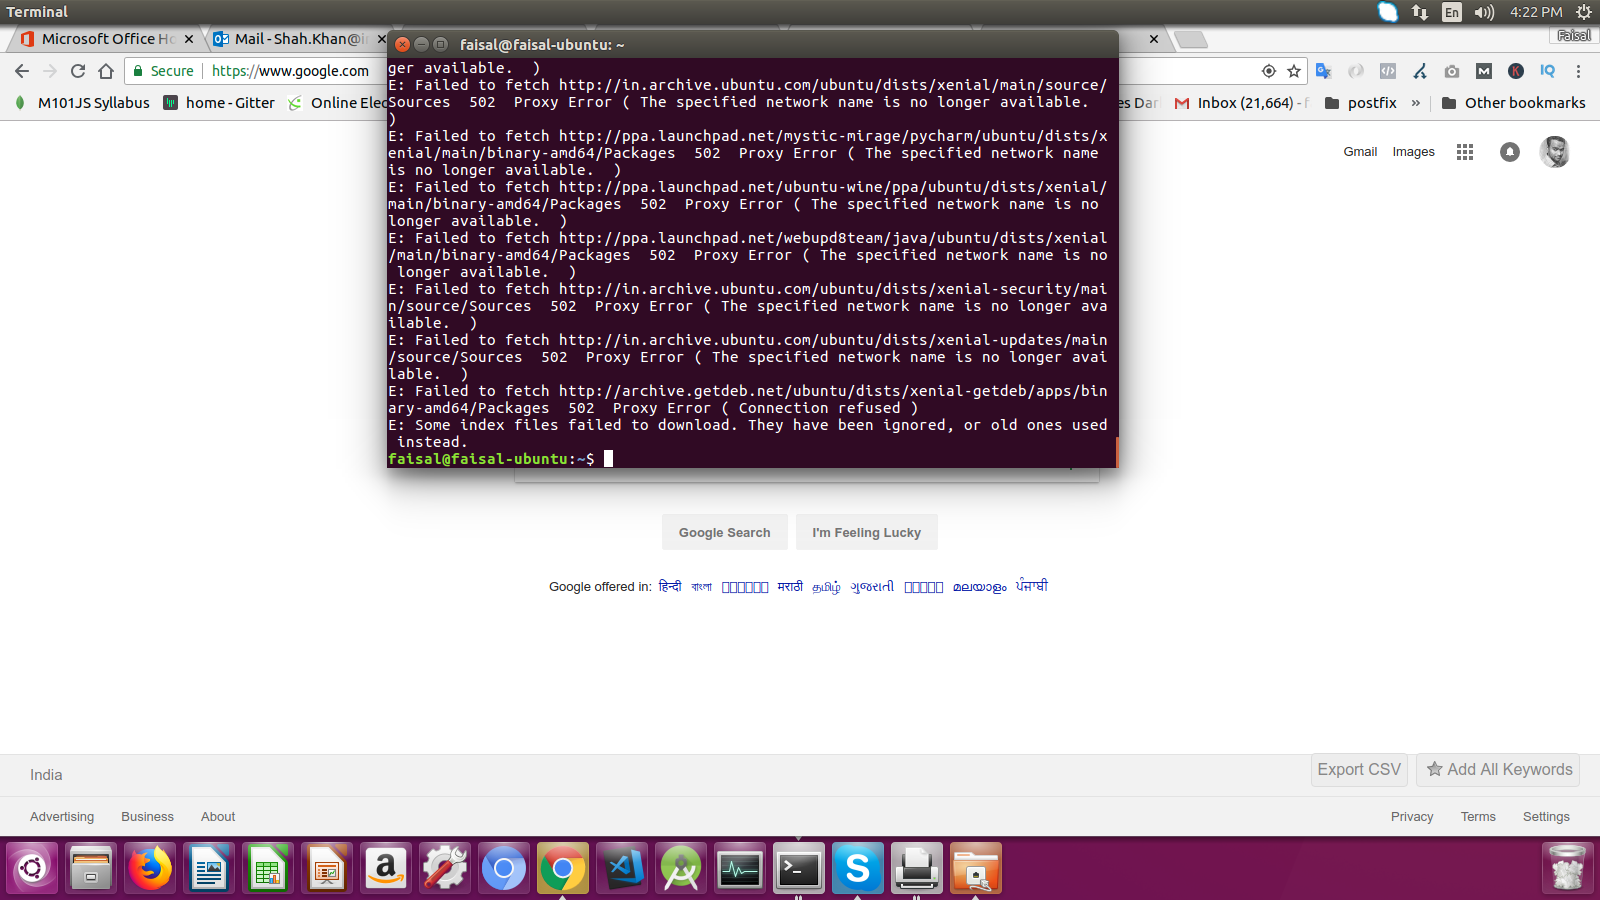 Terminal
En
4:22 PM
Microsoft Office Ho
Mail - Shah.Khan@i
faisal@faisal-ubuntu: ~
Faisal
Secure
https://www.google.com
M101JS Syllabus
home - Gitter
Online Elec
es Dar
Inbox (21,664) - f
postfix
»
Other bookmarks
ger available.  )
E: Failed to fetch http://in.archive.ubuntu.com/ubuntu/dists/xenial/main/source/
Sources  502  Proxy Error ( The specified network name is no longer available.
)
E: Failed to fetch http://ppa.launchpad.net/mystic-mirage/pycharm/ubuntu/dists/x
enial/main/binary-amd64/Packages  502  Proxy Error ( The specified network name
is no longer available.  )
E: Failed to fetch http://ppa.launchpad.net/ubuntu-wine/ppa/ubuntu/dists/xenial/
main/binary-amd64/Packages  502  Proxy Error ( The specified network name is no
longer available.  )
E: Failed to fetch http://ppa.launchpad.net/webupd8team/java/ubuntu/dists/xenial
/main/binary-amd64/Packages  502  Proxy Error ( The specified network name is no
 longer available.  )
E: Failed to fetch http://in.archive.ubuntu.com/ubuntu/dists/xenial-security/mai
n/source/Sources  502  Proxy Error ( The specified network name is no longer ava
ilable.  )
E: Failed to fetch http://in.archive.ubuntu.com/ubuntu/dists/xenial-updates/main
/source/Sources  502  Proxy Error ( The specified network name is no longer avai
lable.  )
E: Failed to fetch http://archive.getdeb.net/ubuntu/dists/xenial-getdeb/apps/bin
ary-amd64/Packages  502  Proxy Error ( Connection refused )
E: Some index files failed to download. They have been ignored, or old ones used
 instead.
faisal@faisal-ubuntu:~$
Gmail
Images
Google Search
I'm Feeling Lucky
Google offered in: हिन्दी বাংলা मराठी தமிழ் ગુજરાતી മലയാളം ਪੰਜਾਬੀ
India
Export CSV
Add All Keywords
Advertising
Business
About
Privacy
Terms
Settings